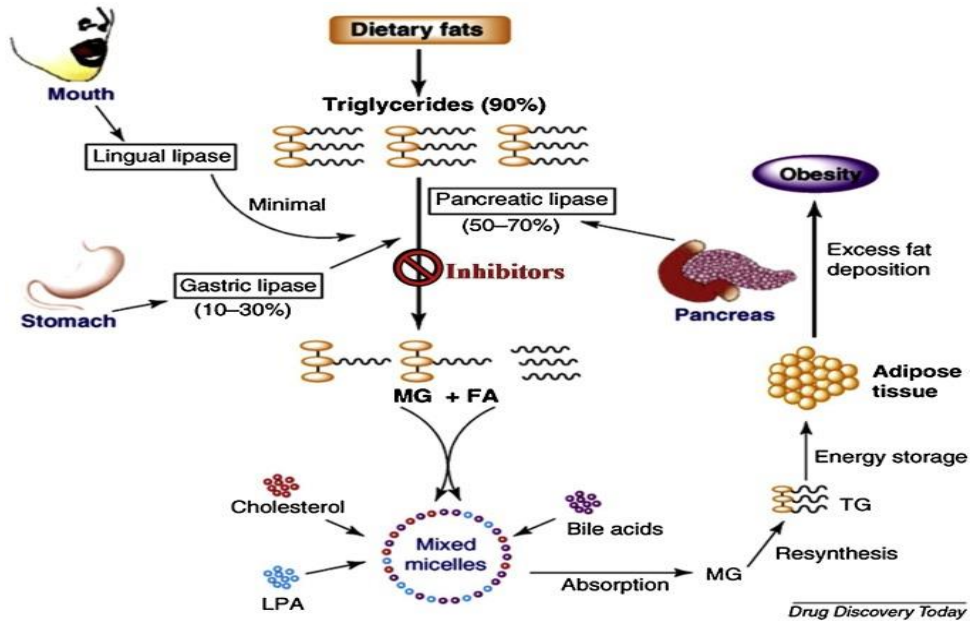 Dietary fats
Mouth
Triglycerides (90%)
Lingual lipase
Minimal
Pancreatic lipase
(50–70%)
Obesity
Excess fat
deposition
Inhibitors
Gastric lipase
(10–30%)
Stomach
Pancreas
MG + FA
Adipose
tissue
Energy storage
TG
Resynthesis
Cholesterol
Bile acids
Mixed
micelles
LPA
Absorption
MG
Drug Discovery Today